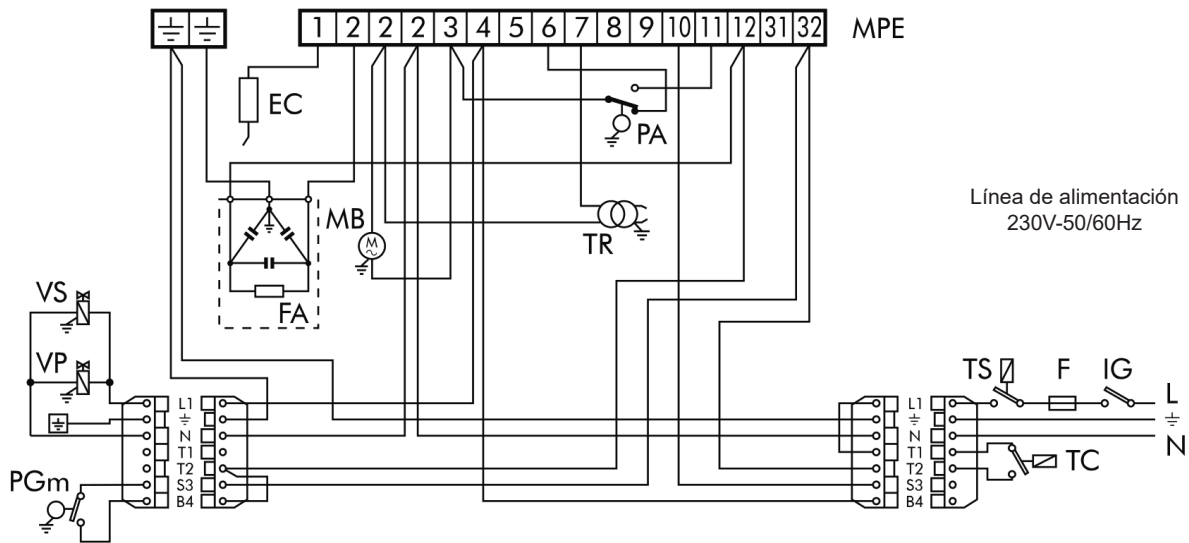 1 2 2 2 3 4 5 6 7 8 9 10 11 12 31 32 MPE
EC
PA
MB
M
TR
FA
Línea de alimentación
230V-50/60Hz
VS
VP
PGm
L1
N
T1
T2
S3
B4
L1
N
T1
T2
S3
B4
TS F IG
L
N
TC